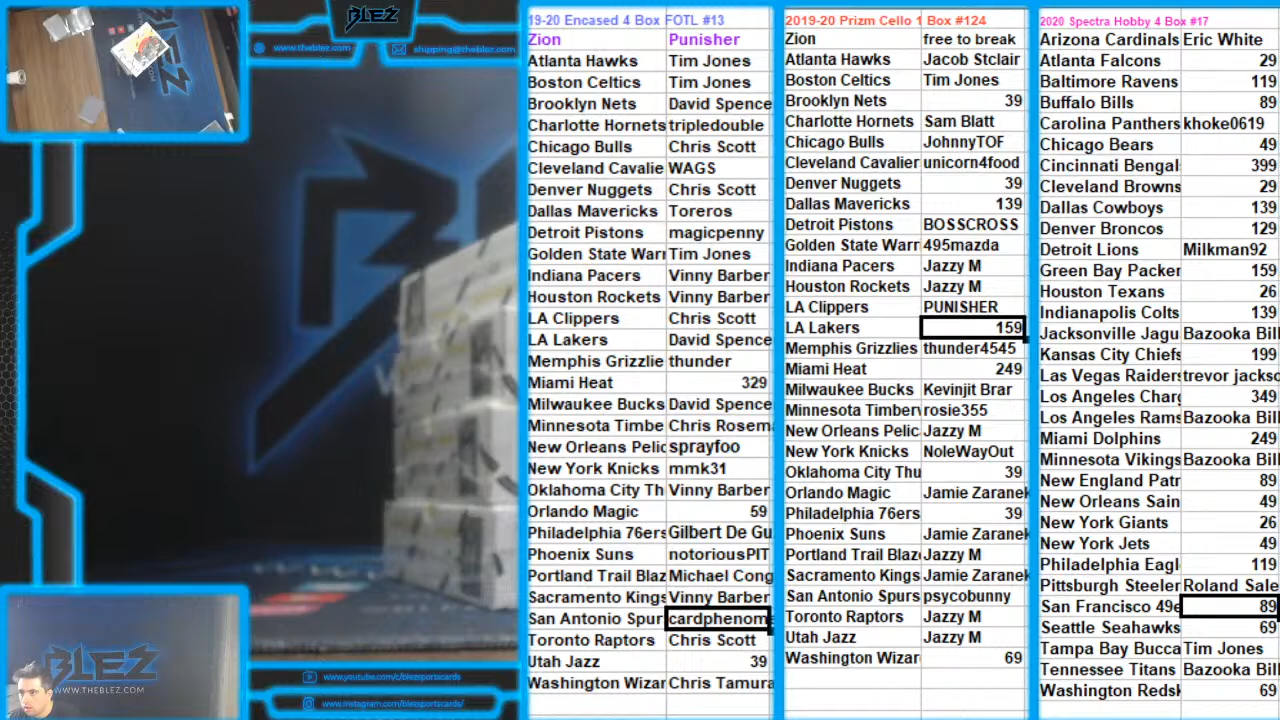 BLEZ
www.theblez.com
shipping@theblez.com
19-20 Encased 4 Box FOTL #13
Zion Punisher
Atlanta Hawks Tim Jones
Boston Celtics Tim Jones
Brooklyn Nets David Spence
Charlotte Hornets tripledouble
Chicago Bulls Chris Scott
Cleveland Cavalie WAGS
Denver Nuggets Chris Scott
Dallas Mavericks Toreros
Detroit Pistons magicpenny
Golden State Warr Tim Jones
Indiana Pacers Vinny Barber
Houston Rockets Vinny Barber
LA Clippers Chris Scott
LA Lakers David Spence
Memphis Grizzlie thunder
Miami Heat 329
Milwaukee Bucks David Spence
Minnesota Timbe Chris Rosema
New Orleans Pelic sprayfoo
New York Knicks mmk31
Oklahoma City Th Vinny Barber
Orlando Magic 59
Philadelphia 76ers Gilbert De Gu
Phoenix Suns notoriousPIT
Portland Trail Blaz Michael Cong
Sacramento Kings Vinny Barber
San Antonio Spur cardphenom
Toronto Raptors Chris Scott
Utah Jazz 39
Washington Wizar Chris Tamura
2019-20 Prizm Cello 1 Box #124
Zion free to break
Atlanta Hawks Jacob Stclair
Boston Celtics Tim Jones
Brooklyn Nets 39
Charlotte Hornets Sam Blatt
Chicago Bulls JohnnyTOF
Cleveland Cavalier unicorn4food
Denver Nuggets 39
Dallas Mavericks 139
Detroit Pistons BOSSCROSS
Golden State Warr 495mazda
Indiana Pacers Jazzy M
Houston Rockets Jazzy M
LA Clippers PUNISHER
LA Lakers 159
Memphis Grizzlies thunder4545
Miami Heat 249
Milwaukee Bucks Kevinjit Brar
Minnesota Timberv rosie355
New Orleans Pelic Jazzy M
New York Knicks NoleWayOut
Oklahoma City Thu 39
Orlando Magic Jamie Zaranek
Philadelphia 76ers 39
Phoenix Suns Jamie Zaranek
Portland Trail Blaz Jazzy M
Sacramento Kings Jamie Zaranek
San Antonio Spurs psycobunny
Toronto Raptors Jazzy M
Utah Jazz Jazzy M
Washington Wizar 69
2020 Spectra Hobby 4 Box #17
Arizona Cardinals Eric White
Atlanta Falcons 29
Baltimore Ravens 119
Buffalo Bills 89
Carolina Panthers khoke0619
Chicago Bears 49
Cincinnati Bengal 399
Cleveland Browns 29
Dallas Cowboys 139
Denver Broncos 129
Detroit Lions Milkman92
Green Bay Packer 159
Houston Texans 26
Indianapolis Colts 139
Jacksonville Jagu Bazooka Bill
Kansas City Chiefs 199
Las Vegas Raiders trevor jackso
Los Angeles Charg 349
Los Angeles Rams Bazooka Bill
Miami Dolphins 249
Minnesota Vikings Bazooka Bill
New England Patr 89
New Orleans Sain 49
New York Giants 26
New York Jets 49
Philadelphia Eagl 119
Pittsburgh Steeler Roland Sale
San Francisco 49e 89
Seattle Seahawks 69
Tampa Bay Bucca Tim Jones
Tennessee Titans Bazooka Bill
Washington Redsk 69
BLEZ
WWW.THEBLEZ.COM
www.youtube.com/c/blezsportscards
www.instagram.com/blezsportscards/